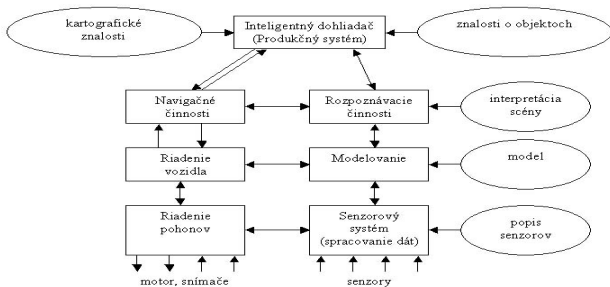 kartografické
znalosti
Inteligentný dohliadač
(Produkčný systém)
znalosti o objektoch
Navigačné
činnosti
Rozpoznávacie
činnosti
interpretácia
scény
Riadenie
vozidla
Modelovanie
model
Riadenie
pohonov
Senzorový
systém
(spracovanie dát)
popis
senzorov
motor, snímače
senzory